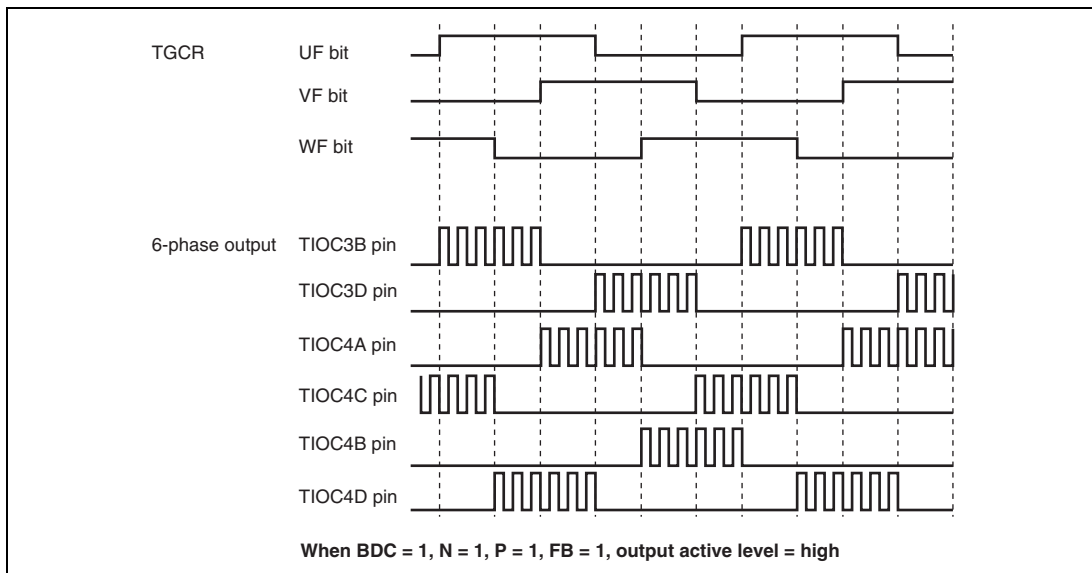 TGCR UF bit
VF bit
WF bit
6-phase output TIOC3B pin
TIOC3D pin
TIOC4A pin
TIOC4C pin
TIOC4B pin
TIOC4D pin
When BDC = 1, N = 1, P = 1, FB = 1, output active level = high